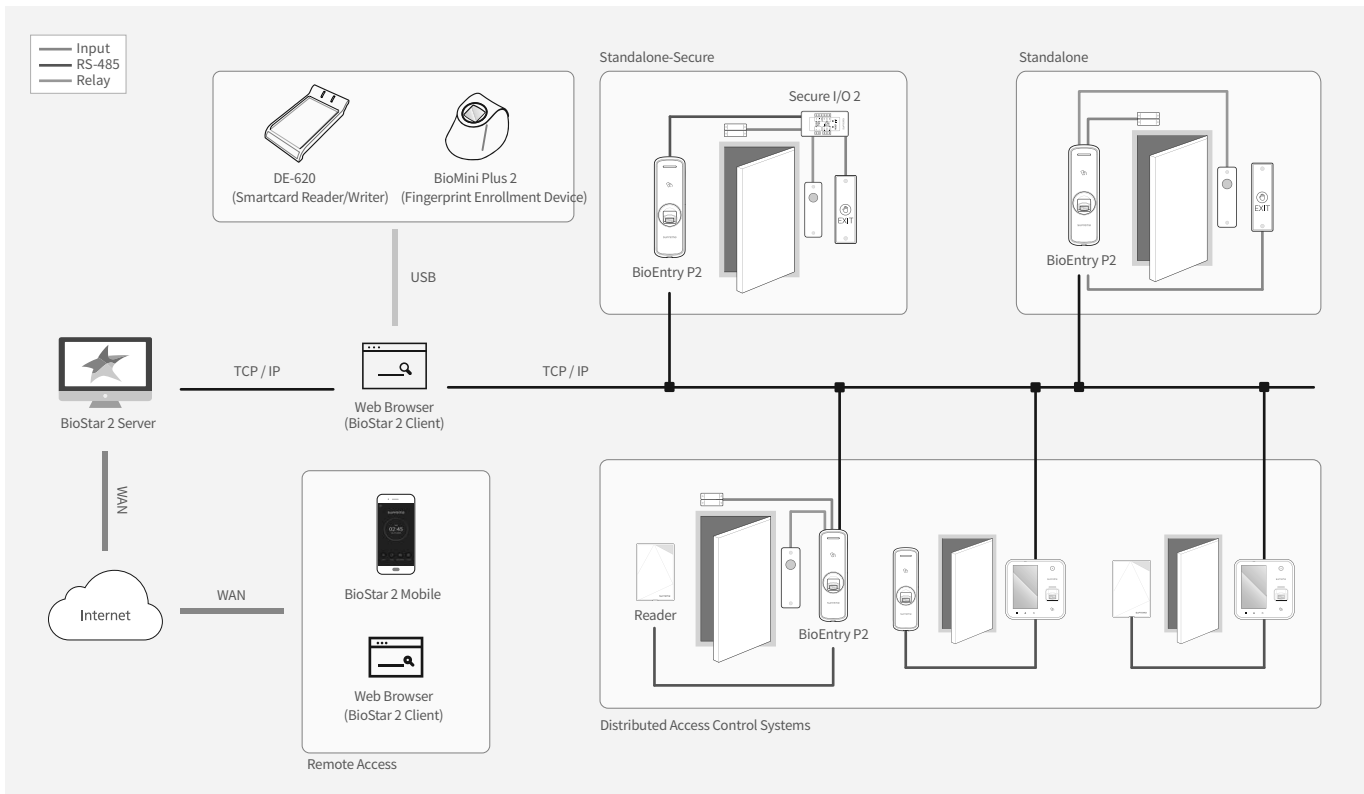 Input
RS-485
Relay
DE-620
(Smartcard Reader/Writer)
BioMini Plus 2
(Fingerprint Enrollment Device)
USB
Standalone-Secure
Secure I/O 2
EXIT
BioEntry P2
Standalone
EXIT
BioEntry P2
BioStar 2 Server
TCP / IP
Web Browser
(BioStar 2 Client)
TCP / IP
WAN
Internet
WAN
BioStar 2 Mobile
Web Browser
(BioStar 2 Client)
Remote Access
Reader
BioEntry P2
Distributed Access Control Systems